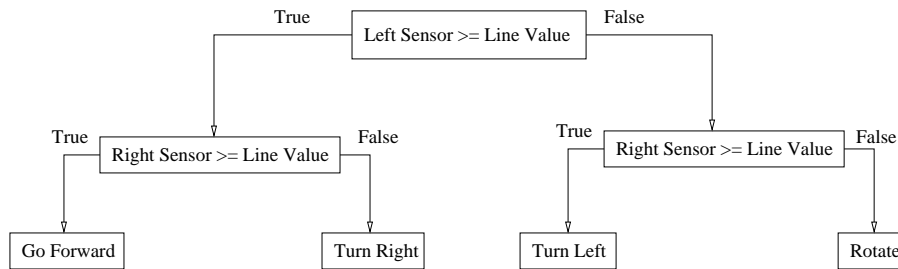 True
False
Left Sensor >= Line Value
True
False
True
False
Right Sensor >= Line Value
Right Sensor >= Line Value
Go Forward
Turn Right
Turn Left
Rotate